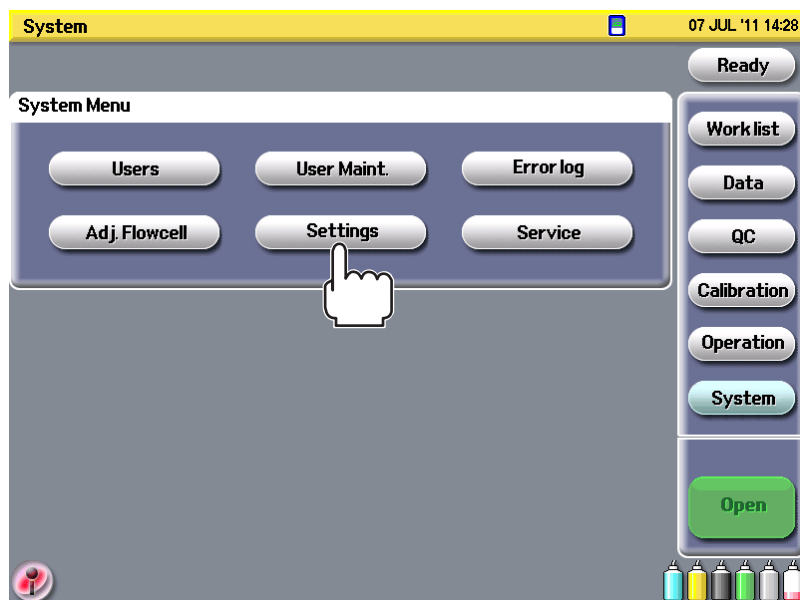 System 07 JUL '11 14:28
Ready
System Menu
Work list
Users User Maint. Error log
Data
Adj. Flowcell Settings Service
QC
Calibration
Operation
System
Open